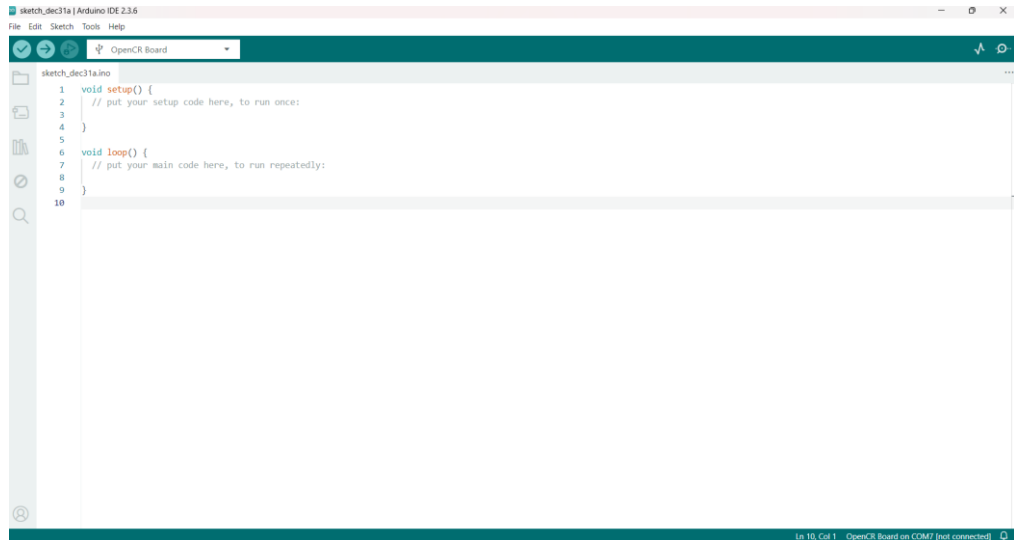 sketch_dec31a | Arduino IDE 2.3.6
File Edit Sketch Tools Help
OpenCR Board
sketch_dec31a.ino
1 void setup() {
2 // put your setup code here, to run once:
3
4 }
5
6 void loop() {
7 // put your main code here, to run repeatedly:
8
9 }
10
Ln 10, Col 1 OpenCR Board on COM7 [not connected]